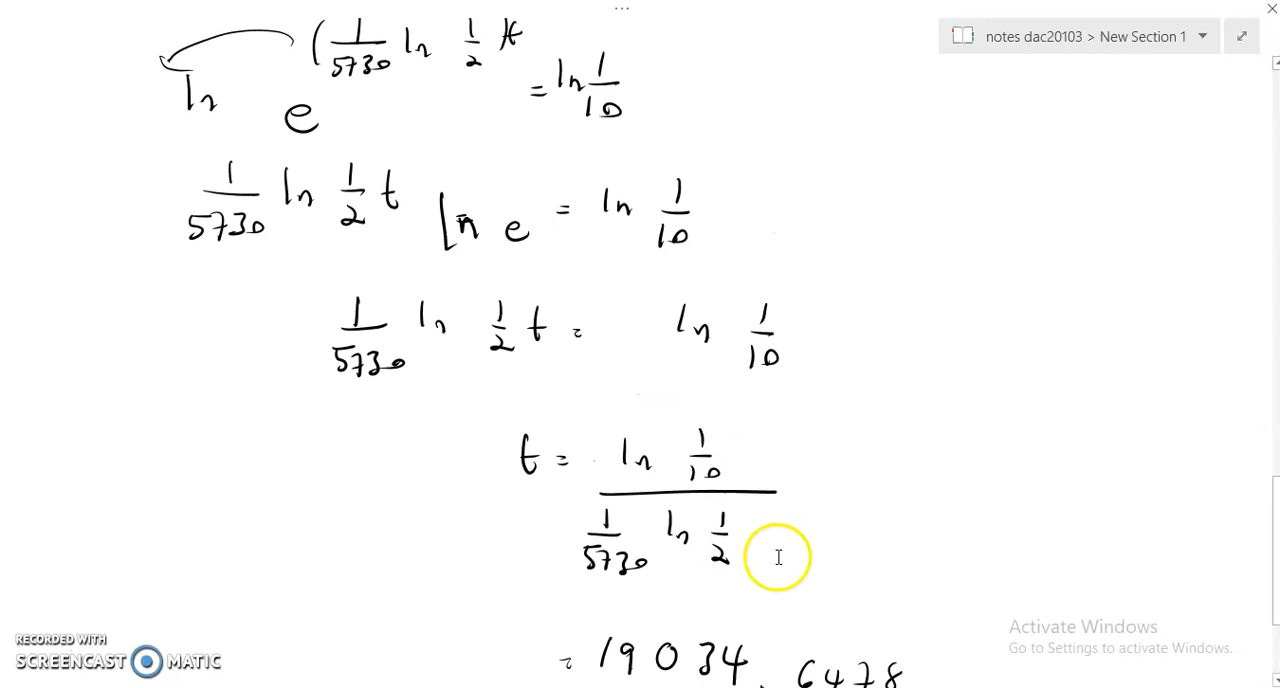 notes dac20103 > New Section 1
ln e^(1/5730 ln 1/2)t = ln 1/10
1/5730 ln 1/2 t ln e = ln 1/10
1/5730 ln 1/2 t = ln 1/10
t = ln 1/10
1/5730 ln 1/2
= 19034.6478
Activate Windows
Go to Settings to activate Windows.
RECORDED WITH
SCREENCAST MATIC